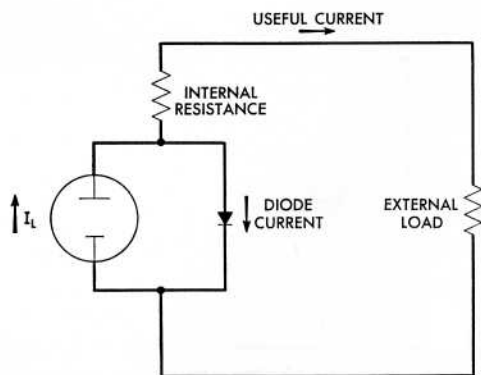 USEFUL CURRENT
INTERNAL
RESISTANCE
I_L
DIODE
CURRENT
EXTERNAL
LOAD